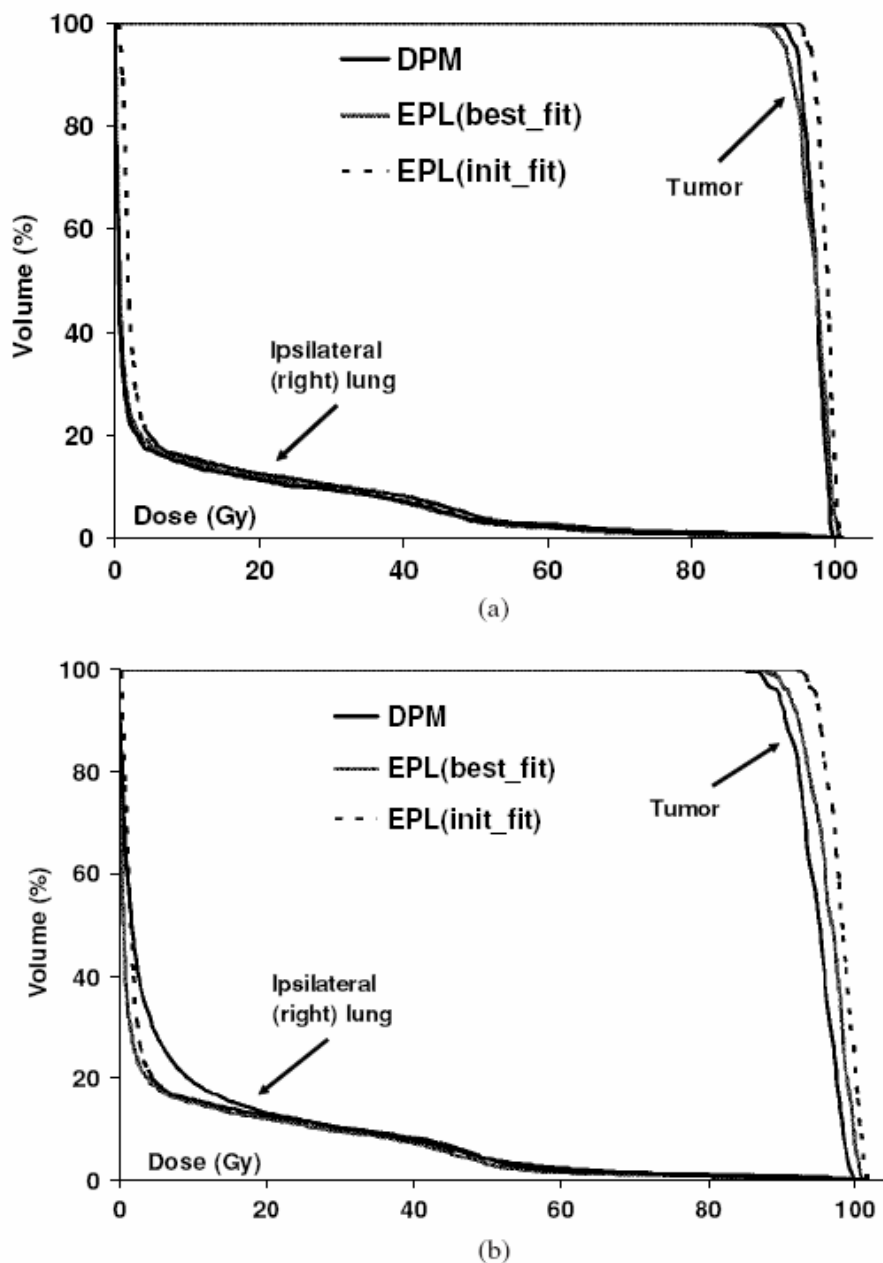 100
80
60
40
20
0
Volume (%)
DPM
EPL(best_fit)
EPL(init_fit)
Tumor
Ipsilateral
(right) lung
Dose (Gy)
0 20 40 60 80 100
(a)
100
80
60
40
20
0
Volume (%)
DPM
EPL(best_fit)
EPL(init_fit)
Tumor
Ipsilateral
(right) lung
Dose (Gy)
0 20 40 60 80 100
(b)